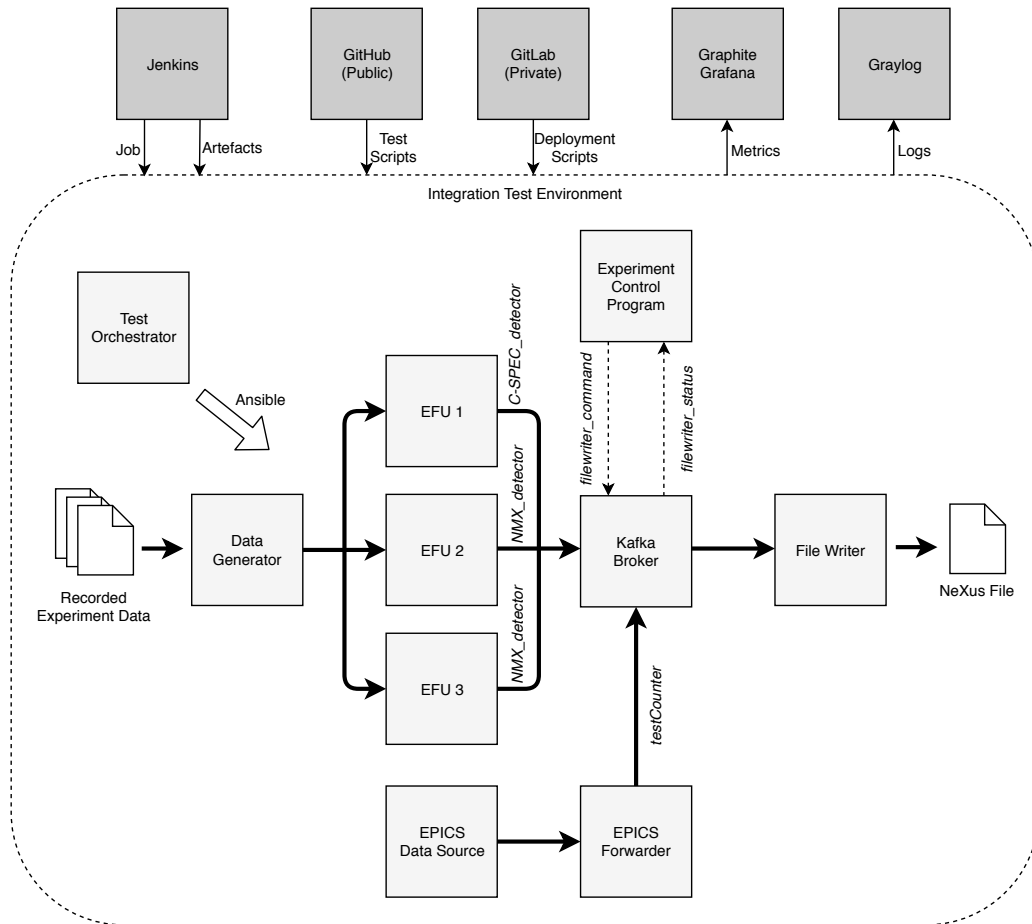 Jenkins
GitHub
(Public)
GitLab
(Private)
Graphite
Grafana
Graylog
Job
Artefacts
Test
Scripts
Deployment
Scripts
Metrics
Logs
Integration Test Environment
Test
Orchestrator
Ansible
Experiment
Control
Program
C-SPEC_detector
filewriter_command
filewriter_status
EFU 1
NMX_detector
Recorded
Experiment Data
Data
Generator
EFU 2
Kafka
Broker
File Writer
NeXus File
NMX_detector
EFU 3
testCounter
EPICS
Data Source
EPICS
Forwarder